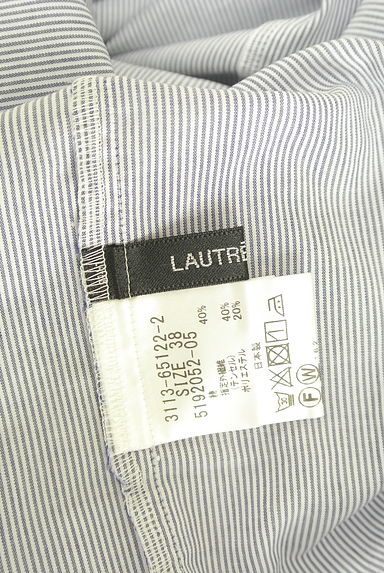 LAUTRE
3113-65122-2
SIZE 38
5192052-05
綿 40%
指定外繊維
(テンセル) 40%
ポリエステル 20%
日本製
F W